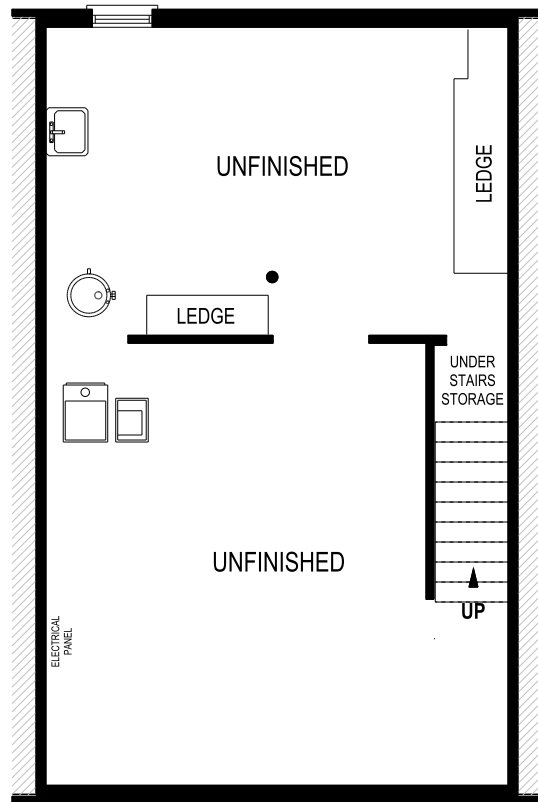 UNFINISHED
LEDGE
LEDGE
UNDER
STAIRS
STORAGE
UNFINISHED
UP
ELECTRICAL
PANEL